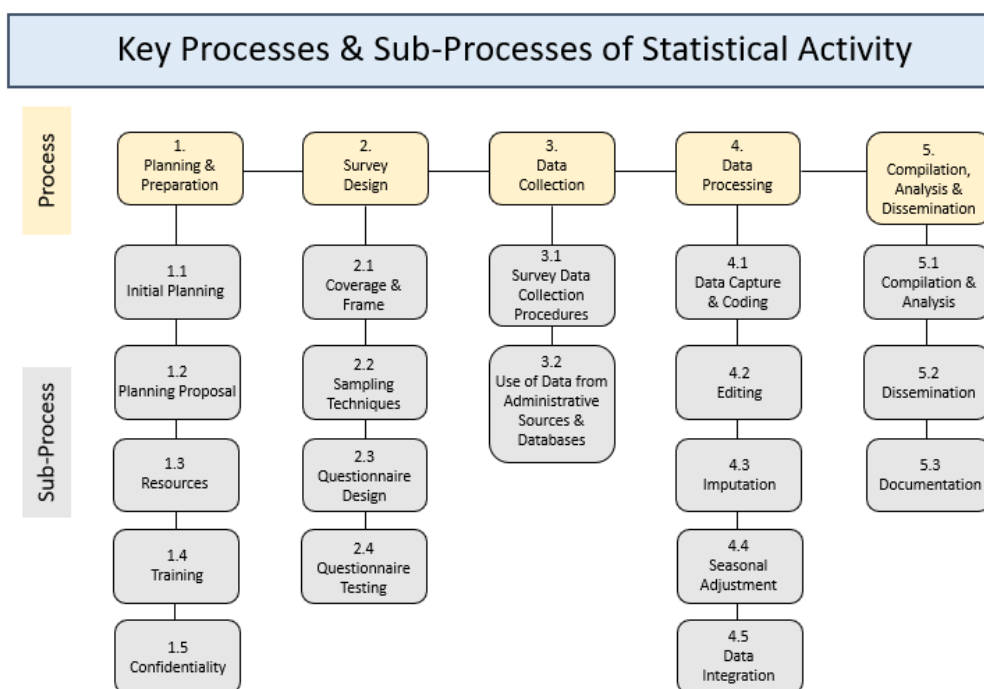 Key Processes & Sub-Processes of Statistical Activity
Process
1.
Planning &
Preparation
2.
Survey
Design
3.
Data
Collection
4.
Data
Processing
5.
Compilation,
Analysis &
Dissemination
Sub-Process
1.1
Initial Planning
1.2
Planning Proposal
1.3
Resources
1.4
Training
1.5
Confidentiality
2.1
Coverage &
Frame
2.2
Sampling
Techniques
2.3
Questionnaire
Design
2.4
Questionnaire
Testing
3.1
Survey Data
Collection
Procedures
3.2
Use of Data from
Administrative
Sources &
Databases
4.1
Data Capture
& Coding
4.2
Editing
4.3
Imputation
4.4
Seasonal
Adjustment
4.5
Data
Integration
5.1
Compilation &
Analysis
5.2
Dissemination
5.3
Documentation